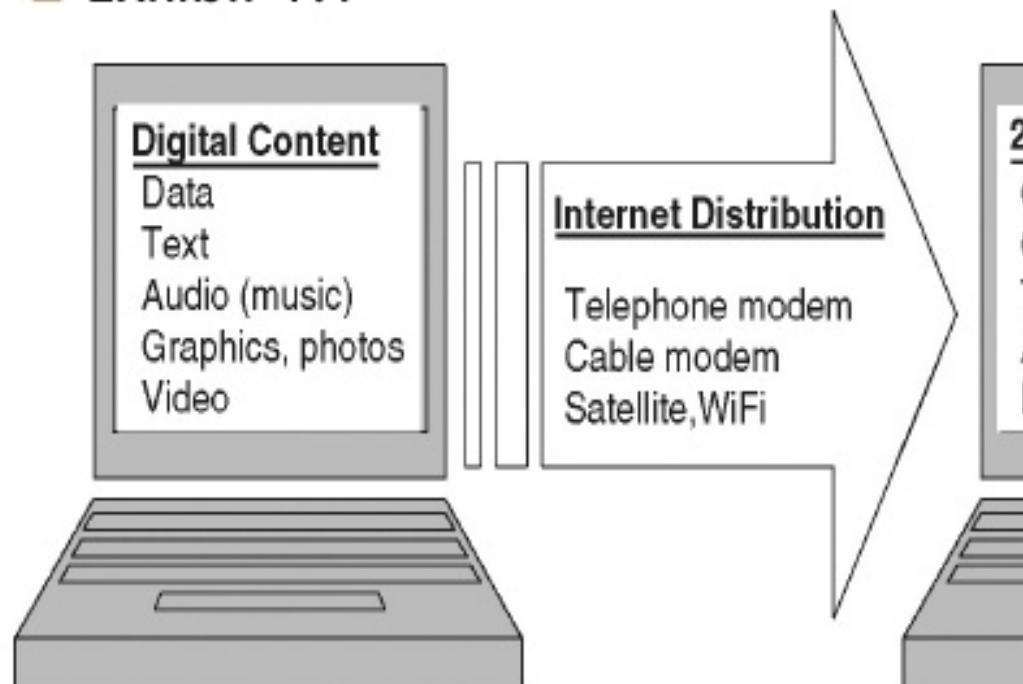 Digital Content
Data
Text
Audio (music)
Graphics, photos
Video
Internet Distribution
Telephone modem
Cable modem
Satellite,WiFi